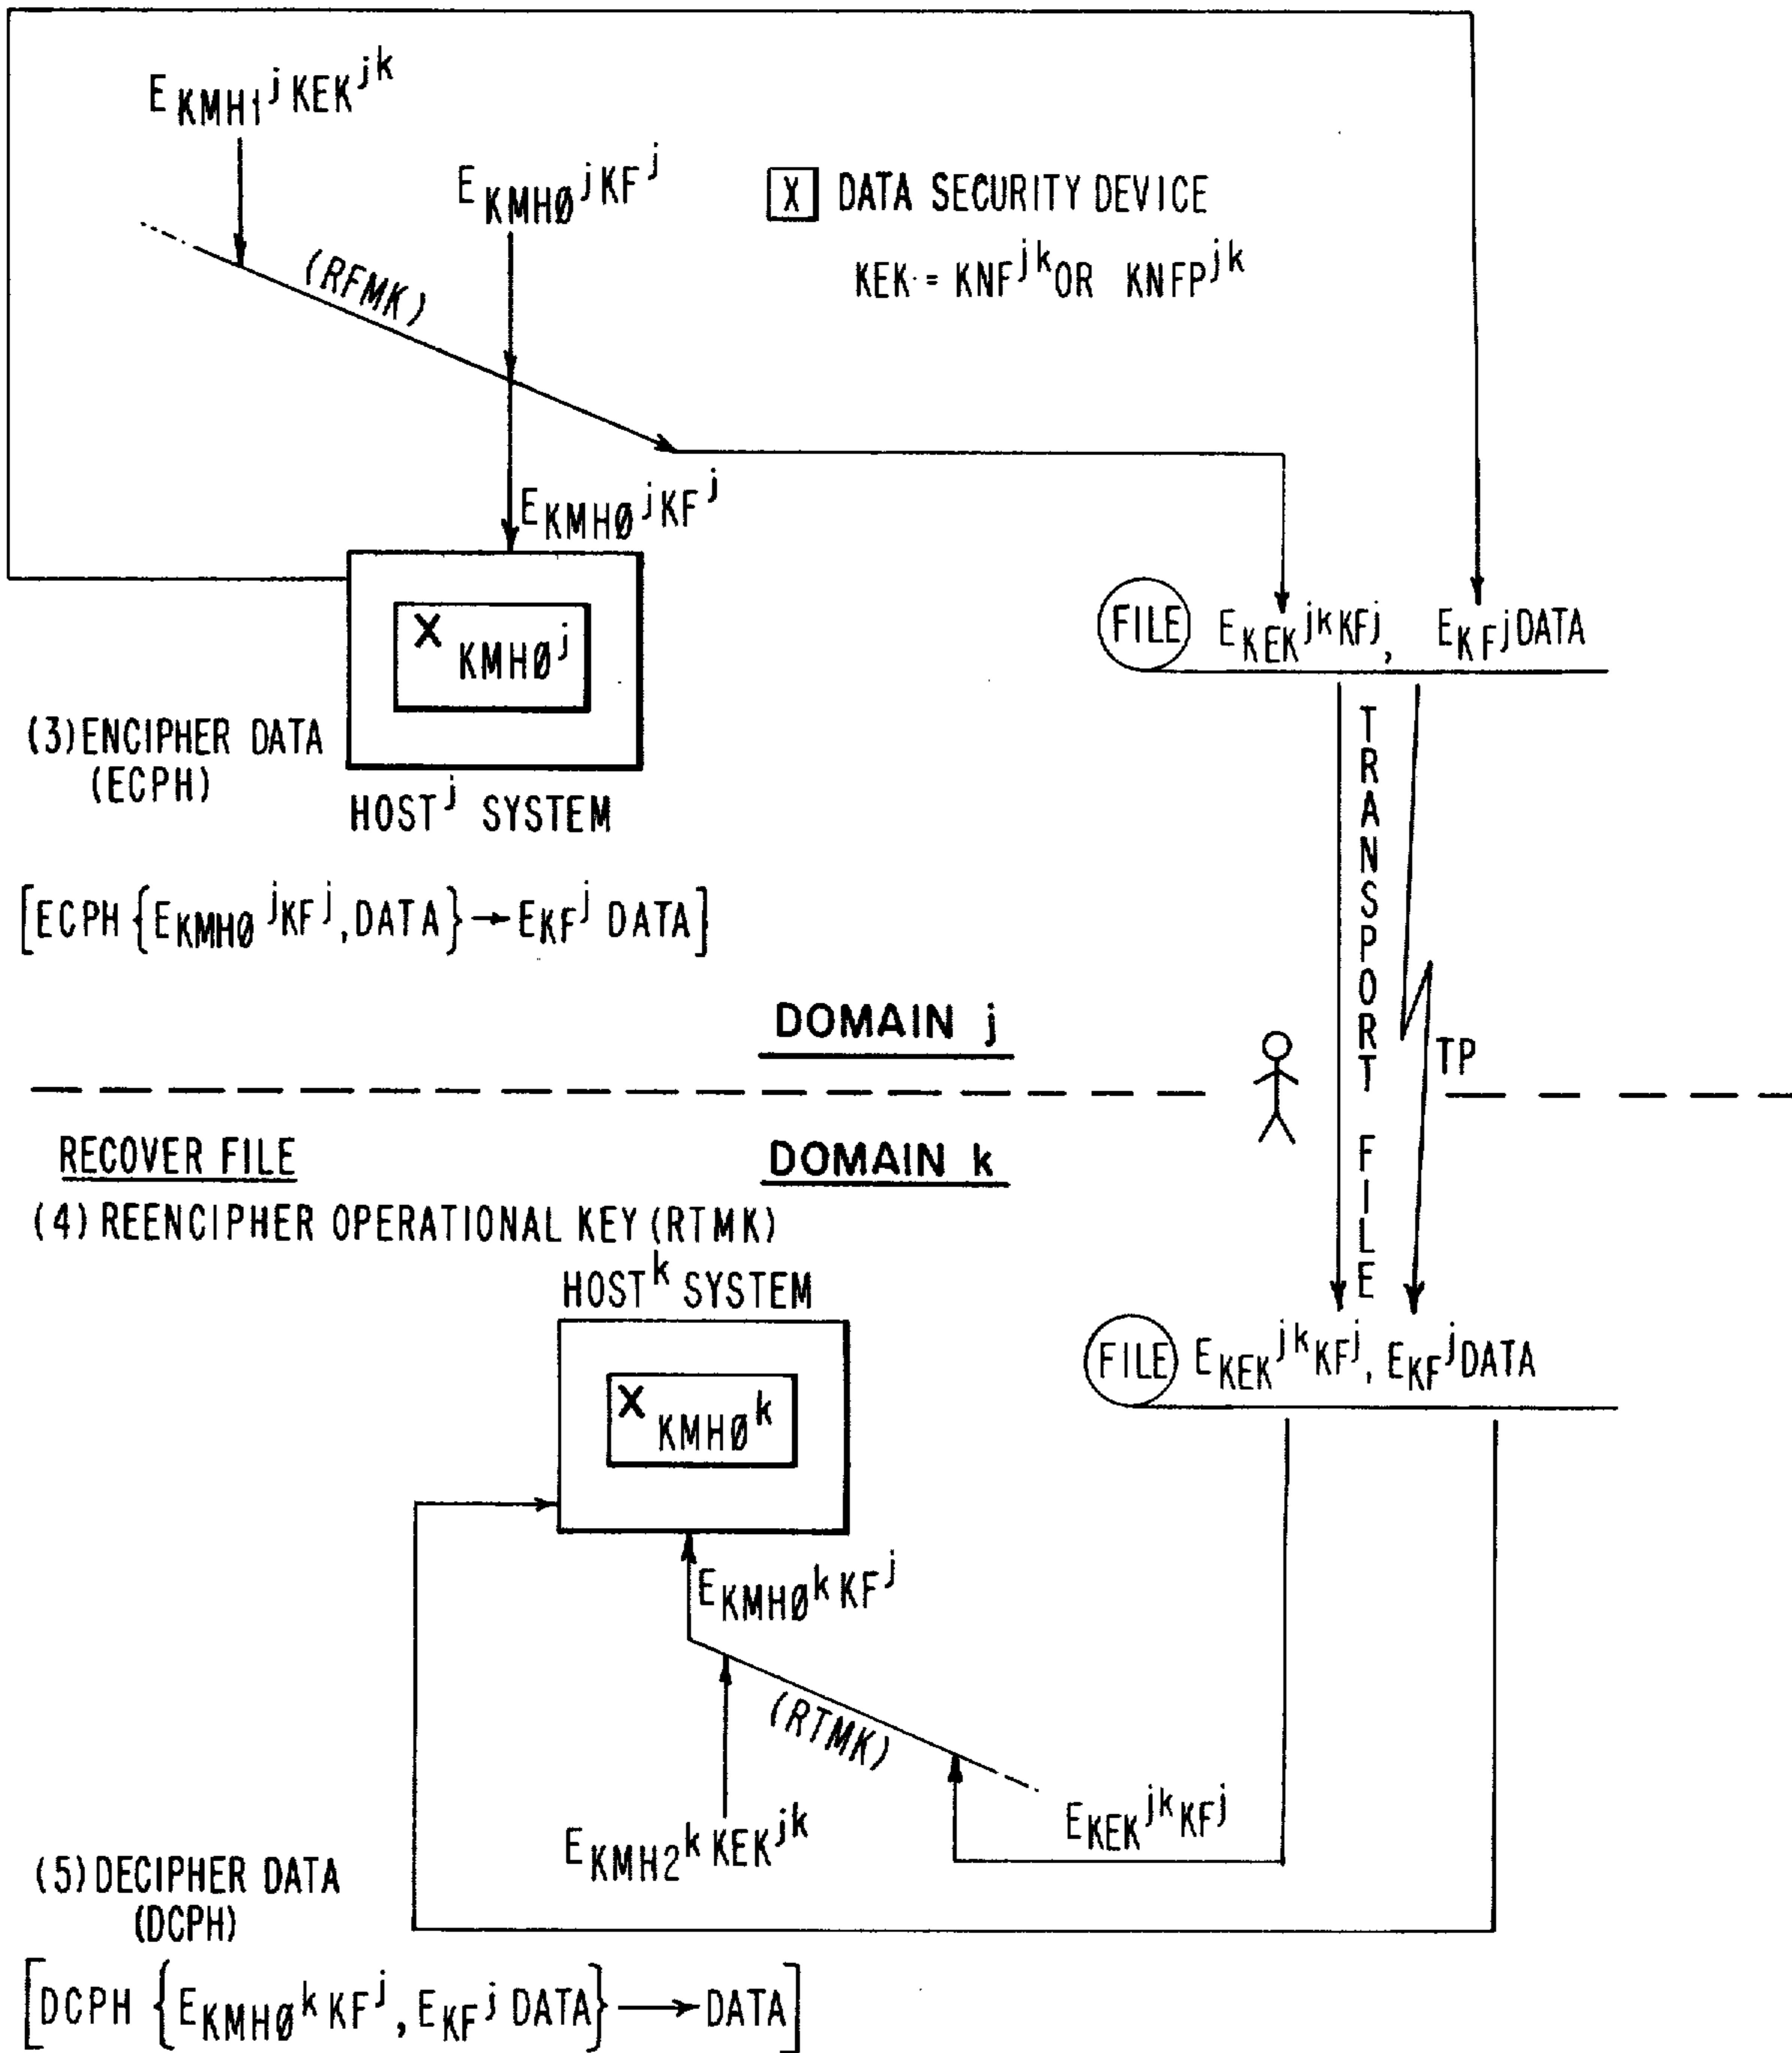 E KMH1 j KEK jk
E KMHØ j KF j
X DATA SECURITY DEVICE
KEK = KNF jk OR KNFP jk
(RFMK)
E KMHØ j KF j
X KMHØ j
FILE E KEK jk KF j, E KF j DATA
(3) ENCIPHER DATA
(ECPH)
HOST j SYSTEM
[ECPH {E KMHØ j KF j, DATA} → E KF j DATA]
TRANSPORT FILE
TP
DOMAIN j
RECOVER FILE
DOMAIN k
(4) REENCIPHER OPERATIONAL KEY (RTMK)
HOST k SYSTEM
X KMHØ k
FILE E KEK jk KF j, E KF j DATA
E KMHØ k KF j
(RTMK)
E KMH2 k KEK jk
E KEK jk KF j
(5) DECIPHER DATA
(DCPH)
[DCPH {E KMHØ k KF j, E KF j DATA} → DATA]